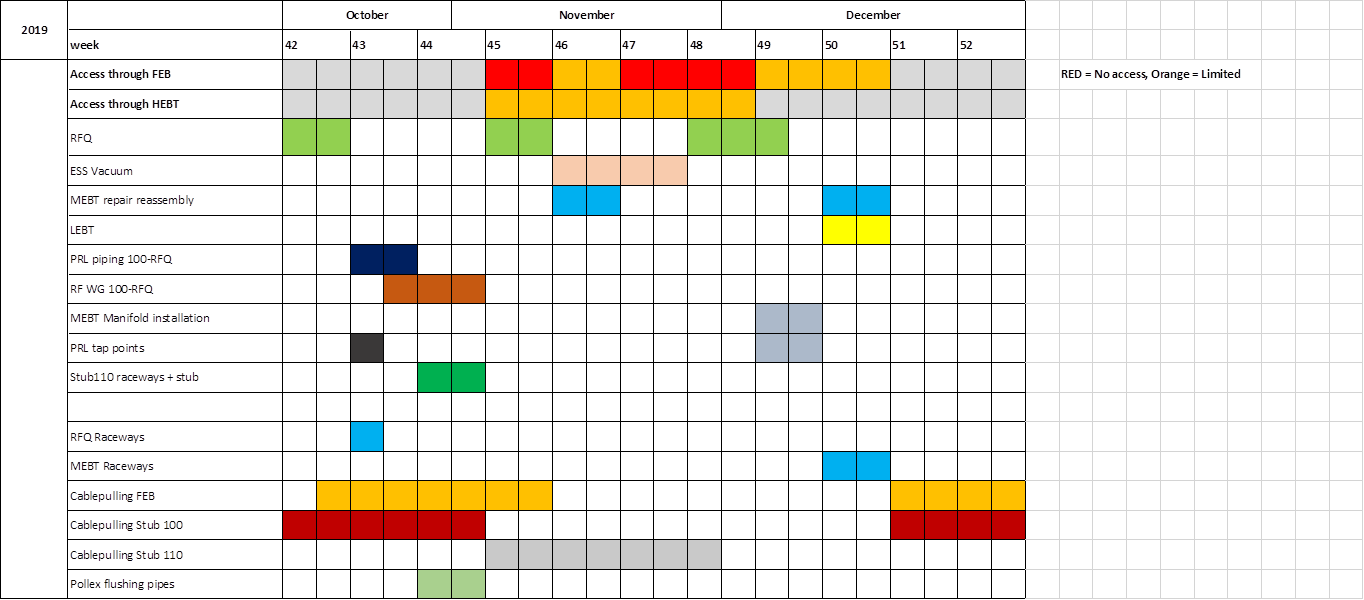 2019
October November December
week 42 43 44 45 46 47 48 49 50 51 52
Access through FEB
RED = No access, Orange = Limited
Access through HEBT
RFQ
ESS Vacuum
MEBT repair reassembly
LEBT
PRL piping 100-RFQ
RF WG 100-RFQ
MEBT Manifold installation
PRL tap points
Stub110 raceways + stub
RFQ Raceways
MEBT Raceways
Cablepulling FEB
Cablepulling Stub 100
Cablepulling Stub 110
Pollex flushing pipes